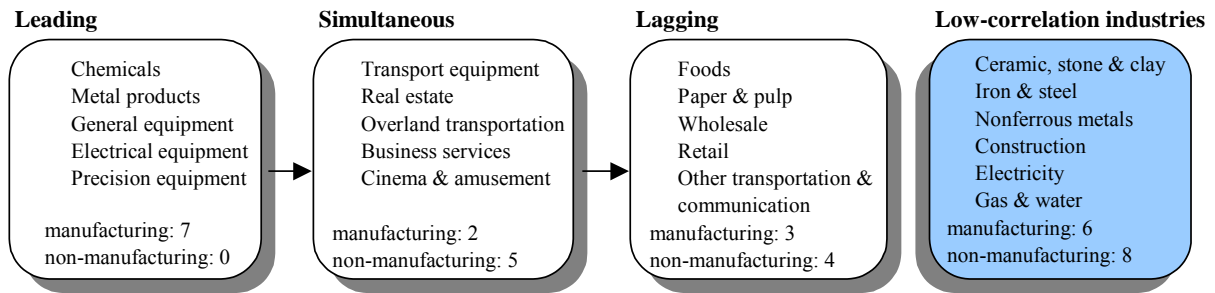 Leading
Chemicals
Metal products
General equipment
Electrical equipment
Precision equipment
manufacturing: 7
non-manufacturing: 0
Simultaneous
Transport equipment
Real estate
Overland transportation
Business services
Cinema & amusement
manufacturing: 2
non-manufacturing: 5
Lagging
Foods
Paper & pulp
Wholesale
Retail
Other transportation &
communication
manufacturing: 3
non-manufacturing: 4
Low-correlation industries
Ceramic, stone & clay
Iron & steel
Nonferrous metals
Construction
Electricity
Gas & water
manufacturing: 6
non-manufacturing: 8